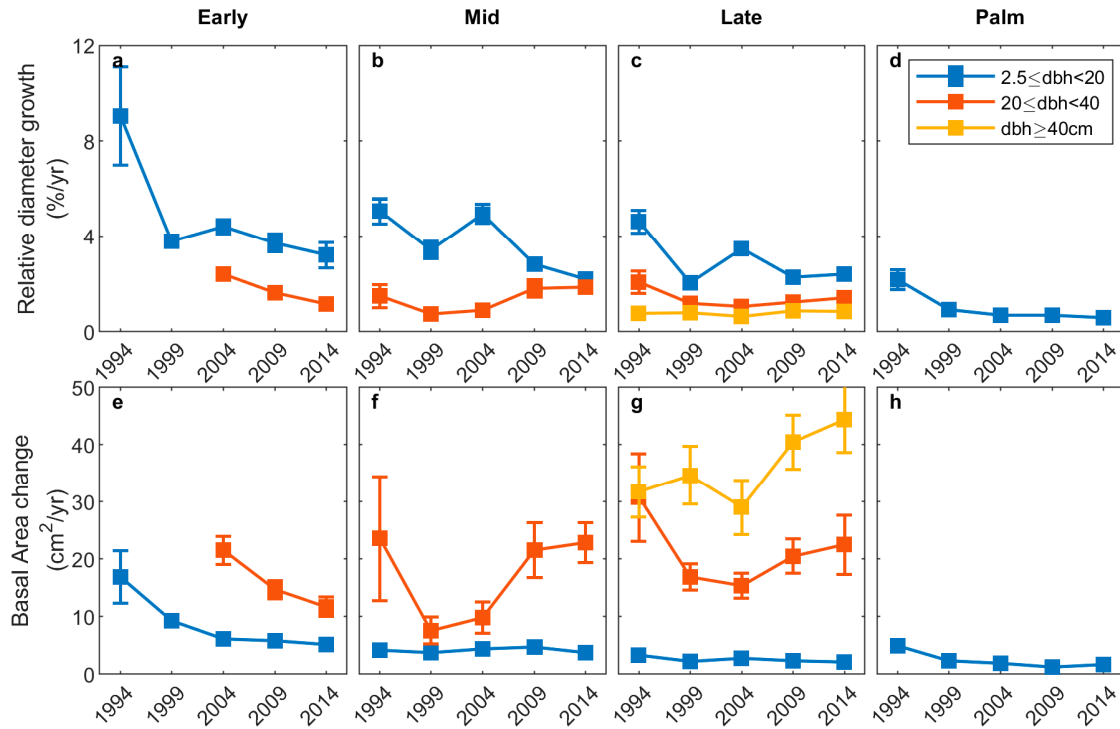 Early Mid Late Palm
Relative diameter growth
(%/yr)
12
8
4
0
a
b
c
d
2.5≤dbh<20
20≤dbh<40
dbh≥40cm
1994 1999 2004 2009 2014
1994 1999 2004 2009 2014
1994 1999 2004 2009 2014
1994 1999 2004 2009 2014
Basal Area change
(cm²/yr)
50
40
30
20
10
0
e
f
g
h
1994 1999 2004 2009 2014
1994 1999 2004 2009 2014
1994 1999 2004 2009 2014
1994 1999 2004 2009 2014